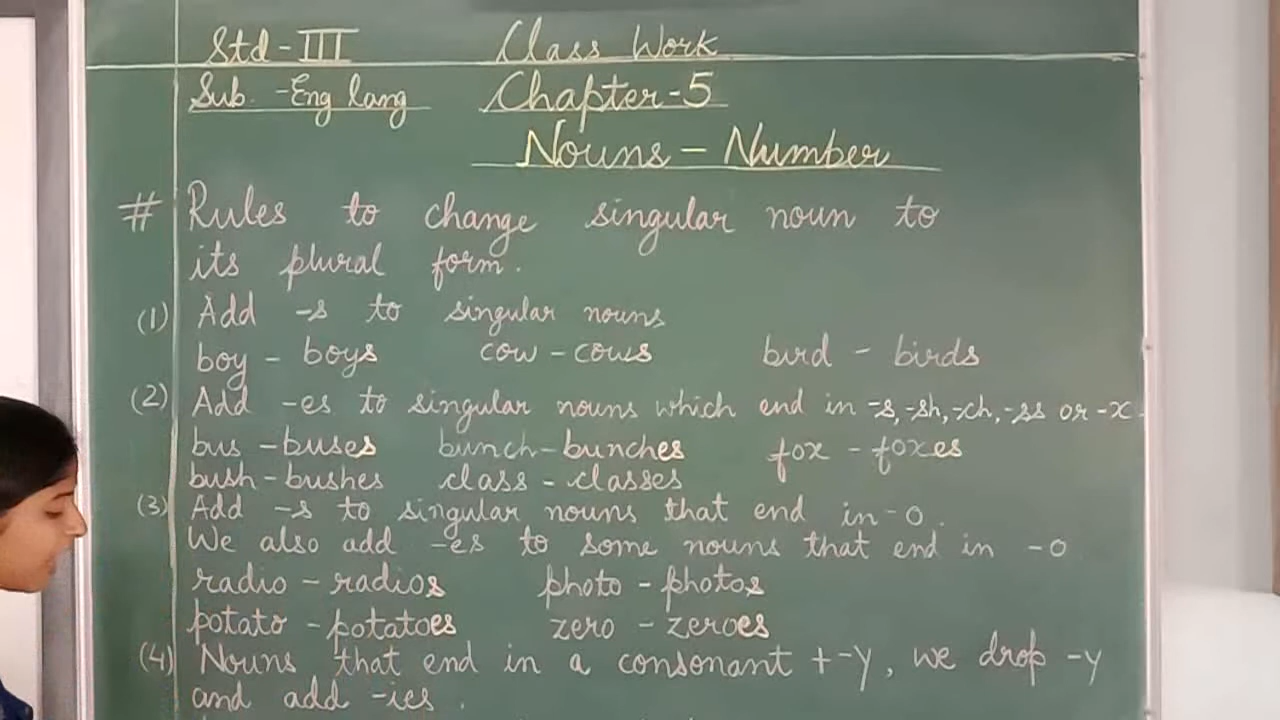 Std - III Class Work
Sub. - Eng lang Chapter - 5
Nouns - Number
# Rules to change singular noun to
its plural form.
(1) Add -s to singular nouns
boy - boys cow - cows bird - birds
(2) Add -es to singular nouns which end in -s, -sh, -ch, -ss or -x.
bus - buses bunch - bunches fox - foxes
bush - bushes class - classes
(3) Add -s to singular nouns that end in -o.
We also add -es to some nouns that end in -o
radio - radios photo - photos
potato - potatoes zero - zeroes
(4) Nouns that end in a consonant + -y, we drop -y
and add -ies.